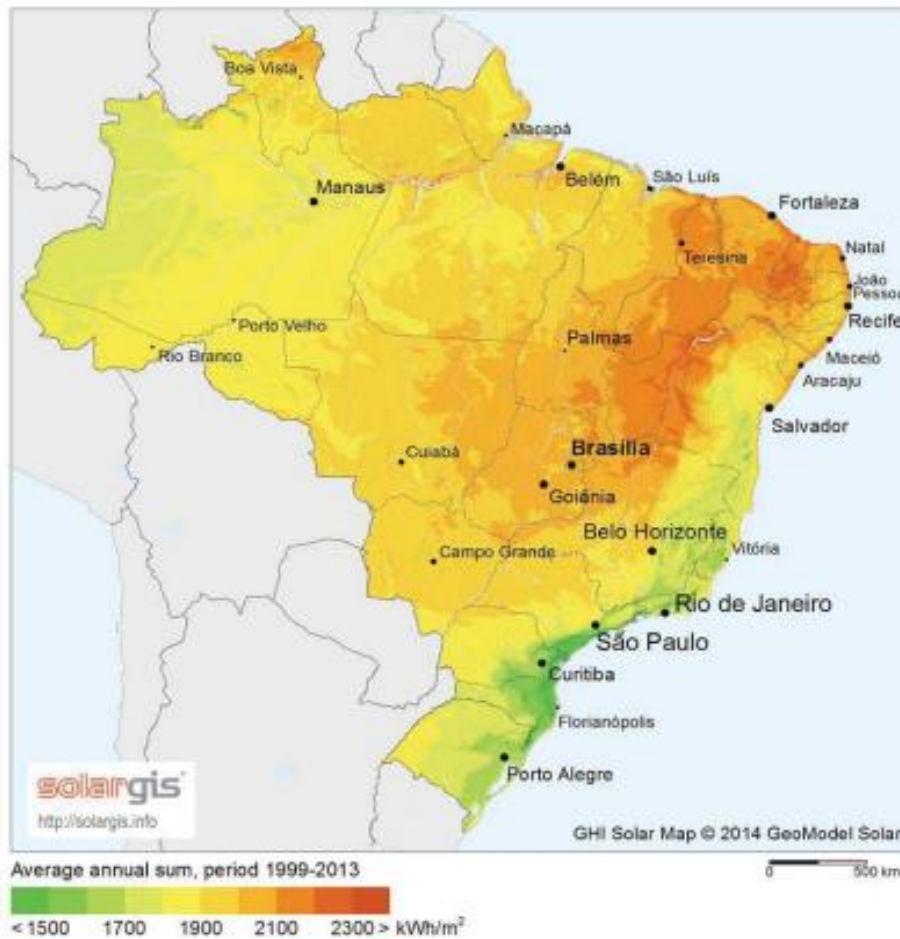 Boa Vista
Macapá
Belém
São Luís
Manaus
Fortaleza
Teresina
Natal
João
Pessoa
Recife
Porto Velho
Palmas
Rio Branco
Maceió
Aracaju
Salvador
Cuiabá
Brasília
Goiânia
Belo Horizonte
Vitória
Campo Grande
Rio de Janeiro
São Paulo
Curitiba
Florianópolis
Porto Alegre
solargis
http://solargis.info
GHI Solar Map © 2014 GeoModel Solar
Average annual sum, period 1999-2013
0 500 km
< 1500 1700 1900 2100 2300 > kWh/m²